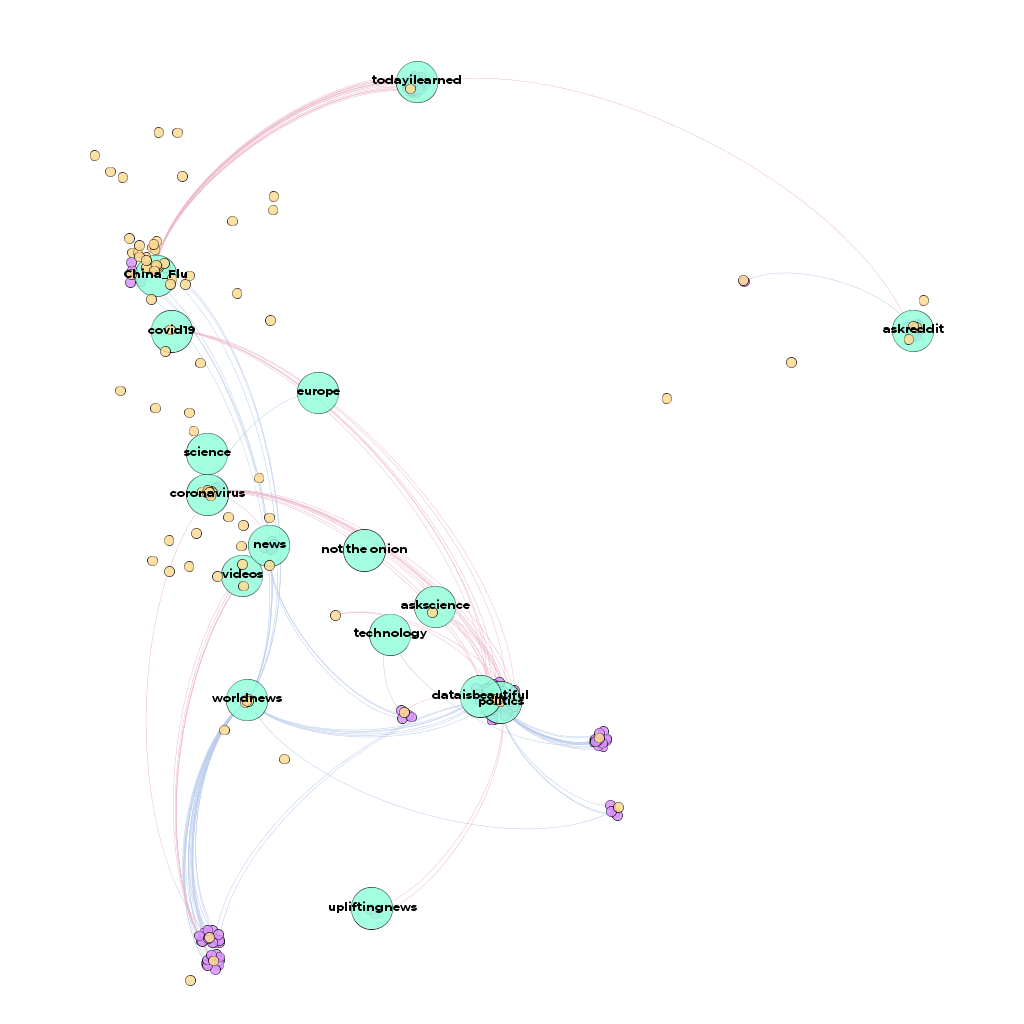 todayilearned
China_Flu
covid19
askreddit
europe
science
coronavirus
news
not the onion
videos
askscience
technology
worldnews
dataisbeautiful
politics
upliftingnews